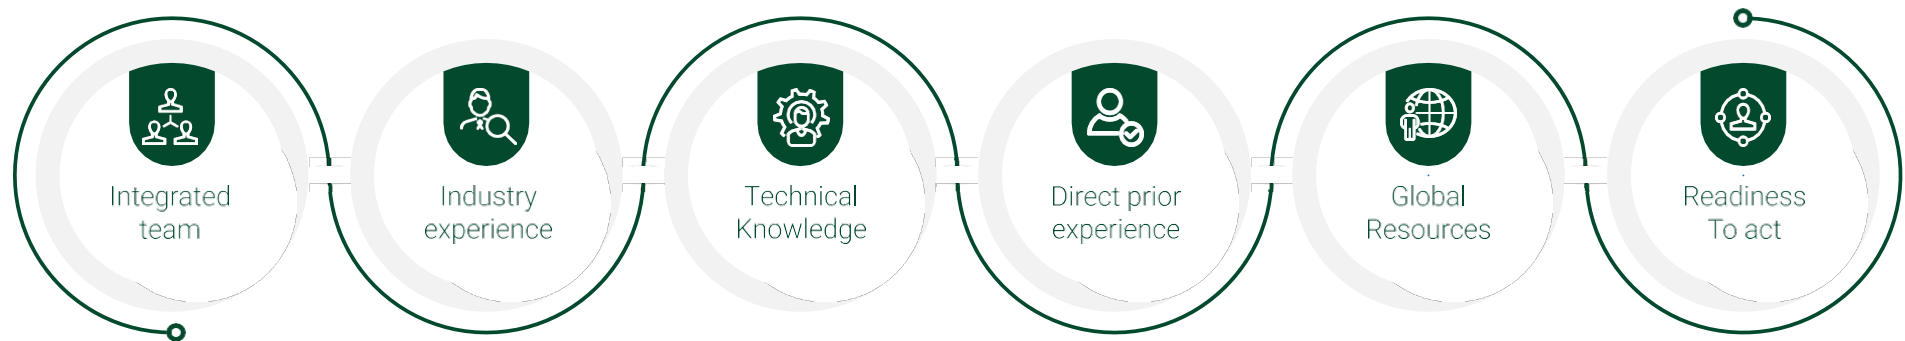 Integrated
team
Industry
experience
Technical
Knowledge
Direct prior
experience
Global
Resources
Readiness
To act